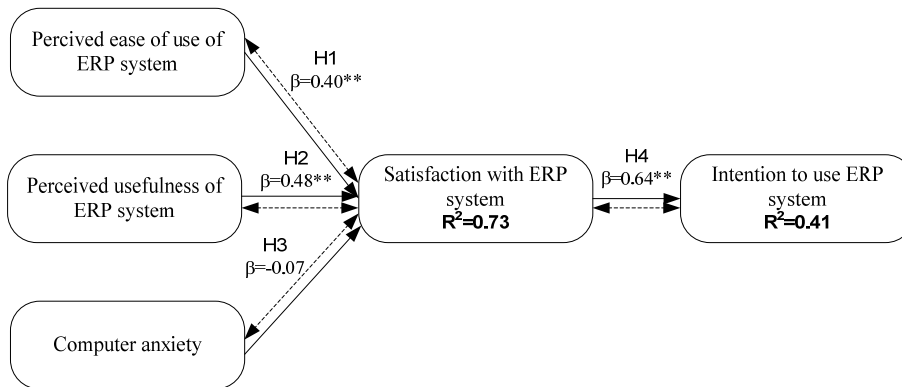 Percived ease of use of
ERP system
H1
β=0.40**
Perceived usefulness of
ERP system
H2
β=0.48**
Satisfaction with ERP
system
R²=0.73
H4
β=0.64**
Intention to use ERP
system
R²=0.41
H3
β=-0.07
Computer anxiety